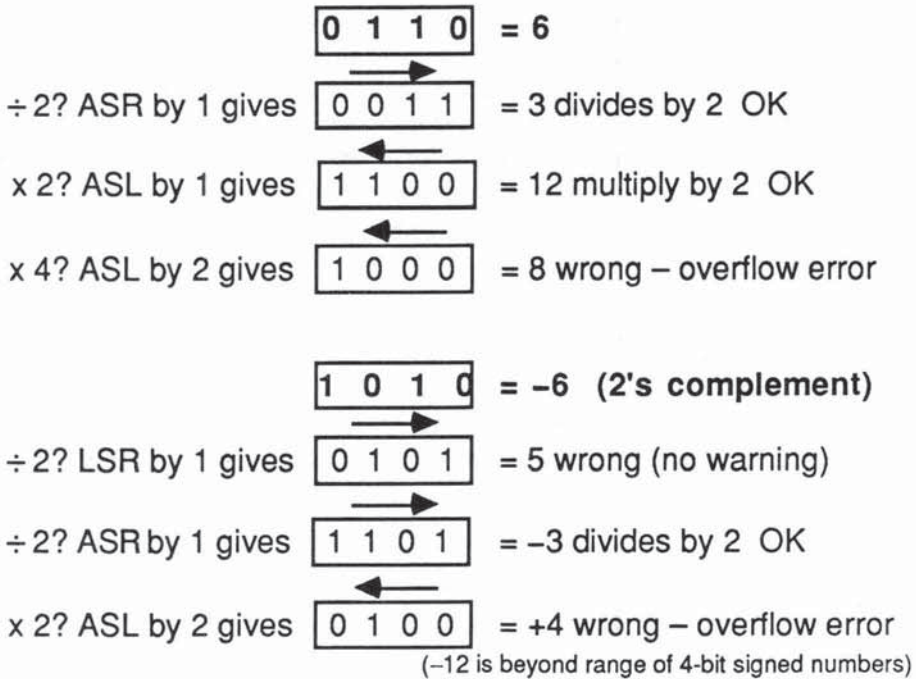 0 1 1 0 = 6
÷ 2? ASR by 1 gives 0 0 1 1 = 3 divides by 2 OK
x 2? ASL by 1 gives 1 1 0 0 = 12 multiply by 2 OK
x 4? ASL by 2 gives 1 0 0 0 = 8 wrong – overflow error
1 0 1 0 = –6 (2's complement)
÷ 2? LSR by 1 gives 0 1 0 1 = 5 wrong (no warning)
÷ 2? ASR by 1 gives 1 1 0 1 = –3 divides by 2 OK
x 2? ASL by 2 gives 0 1 0 0 = +4 wrong – overflow error
(–12 is beyond range of 4-bit signed numbers)